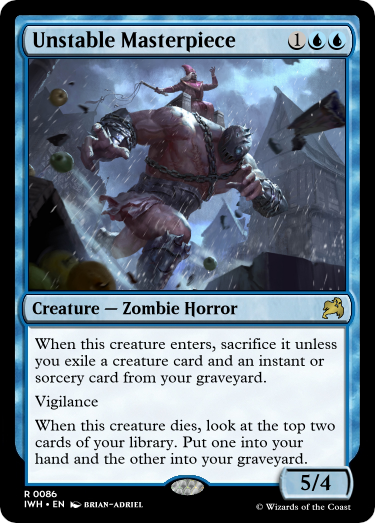 Unstable Masterpiece 1
Creature — Zombie Horror
When this creature enters, sacrifice it unless
you exile a creature card and an instant or
sorcery card from your graveyard.
Vigilance
When this creature dies, look at the top two
cards of your library. Put one into your
hand and the other into your graveyard.
5/4
R 0086
IWH • EN BRIAN-ADRIEL
© Wizards of the Coast